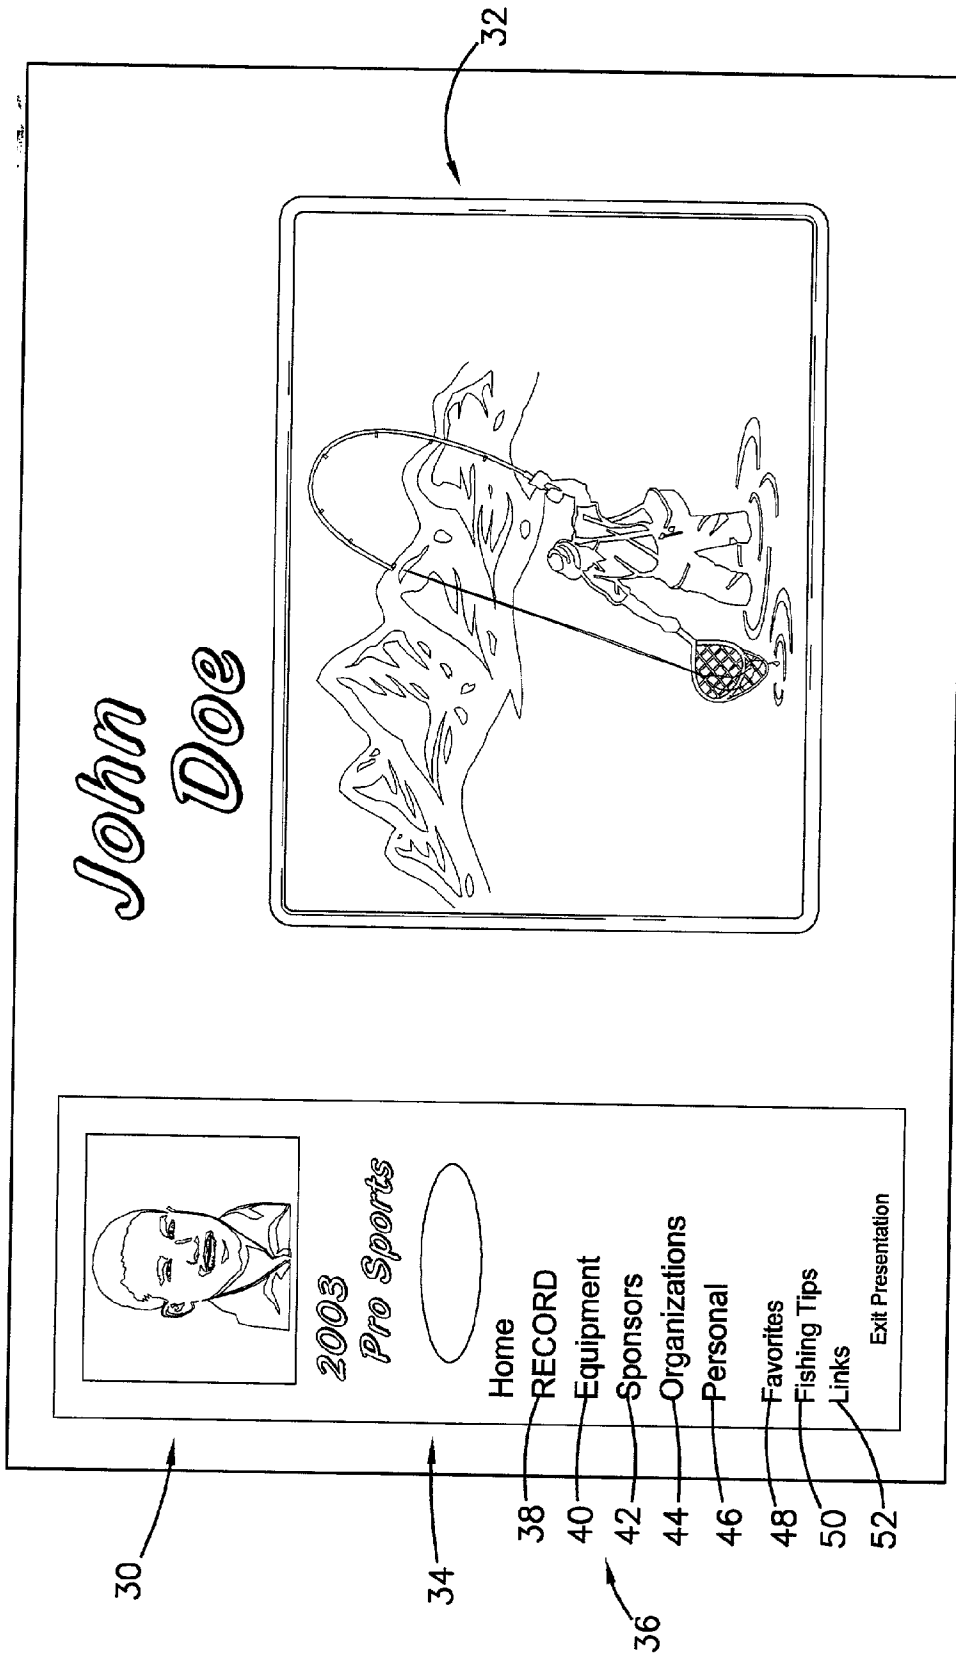 John
Doe
32
30
2003
Pro Sports
34
Home
38 RECORD
40 Equipment
36
42 Sponsors
44 Organizations
46 Personal
48 Favorites
50 Fishing Tips
52 Links
Exit Presentation